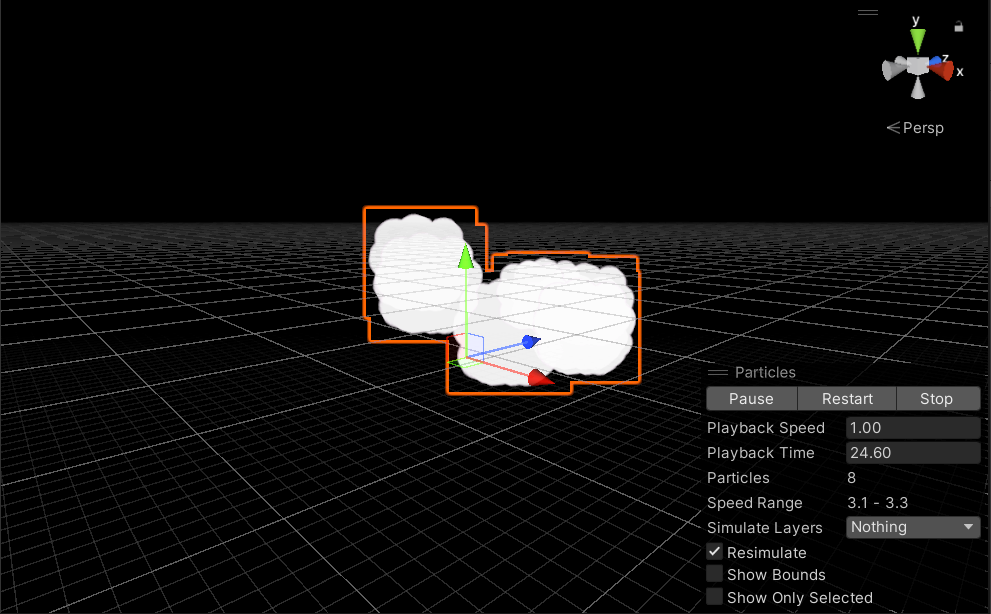 y
z
x
Persp
Particles
Pause Restart Stop
Playback Speed 1.00
Playback Time 24.60
Particles 8
Speed Range 3.1 - 3.3
Simulate Layers Nothing
Resimulate
Show Bounds
Show Only Selected